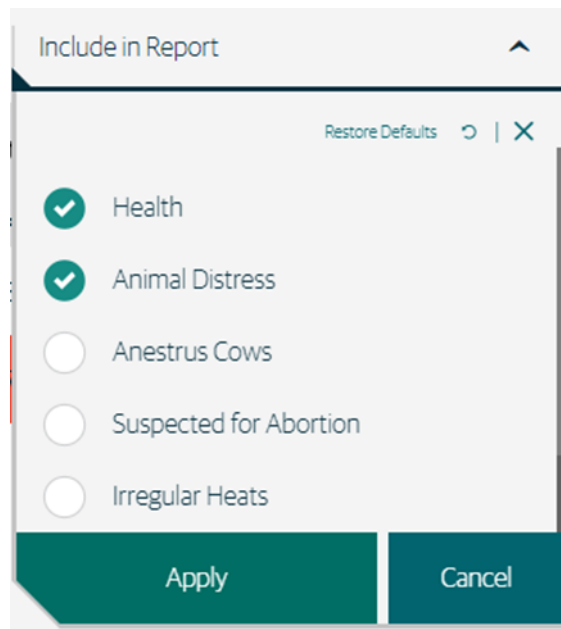 Include in Report
Restore Defaults
Health
Animal Distress
Anestrus Cows
Suspected for Abortion
Irregular Heats
Apply
Cancel